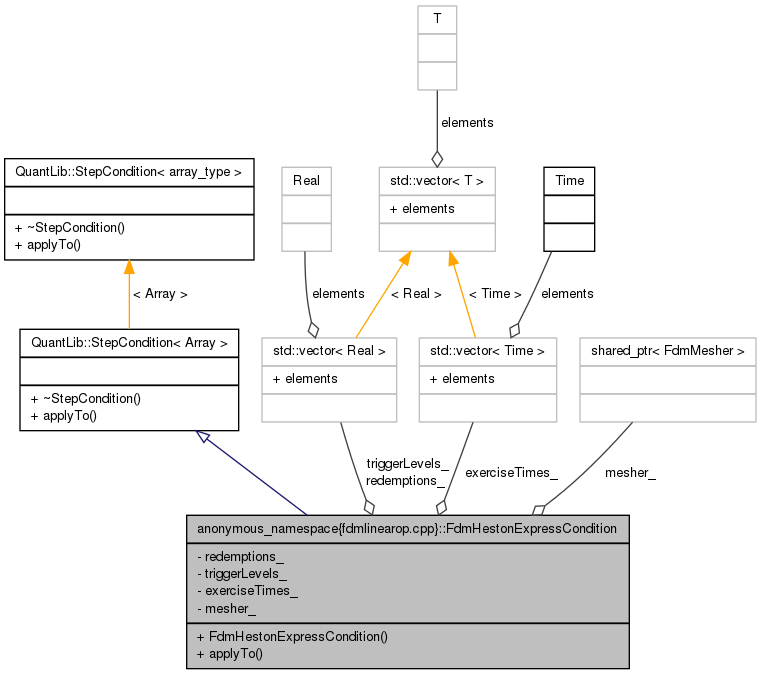 T
elements
QuantLib::StepCondition< array_type >
+ ~StepCondition()
+ applyTo()
Real
std::vector< T >
+ elements
Time
< Array >
elements
< Real >
< Time >
elements
QuantLib::StepCondition< Array >
+ ~StepCondition()
+ applyTo()
std::vector< Real >
+ elements
std::vector< Time >
+ elements
shared_ptr< FdmMesher >
triggerLevels_
redemptions_
exerciseTimes_
mesher_
anonymous_namespace{fdmlinearop.cpp}::FdmHestonExpressCondition
- redemptions_
- triggerLevels_
- exerciseTimes_
- mesher_
+ FdmHestonExpressCondition()
+ applyTo()